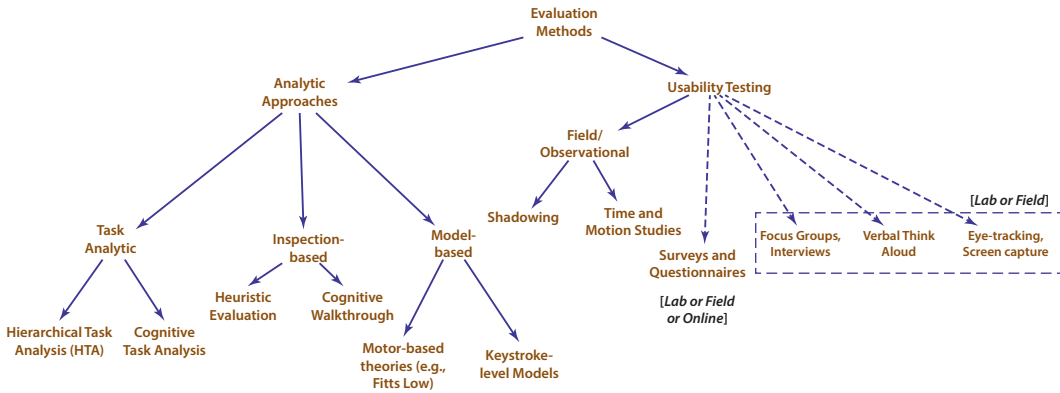 Evaluation
Methods
Analytic
Approaches
Usability Testing
Field/
Observational
Shadowing
Time and
Motion Studies
[Lab or Field]
Task
Analytic
Inspection-
based
Model-
based
Surveys and
Questionnaires
Focus Groups,
Interviews
Verbal Think
Aloud
Eye-tracking,
Screen capture
[Lab or Field
or Online]
Hierarchical Task
Analysis (HTA)
Cognitive
Task Analysis
Heuristic
Evaluation
Cognitive
Walkthrough
Motor-based
theories (e.g.,
Fitts Low)
Keystroke-
level Models